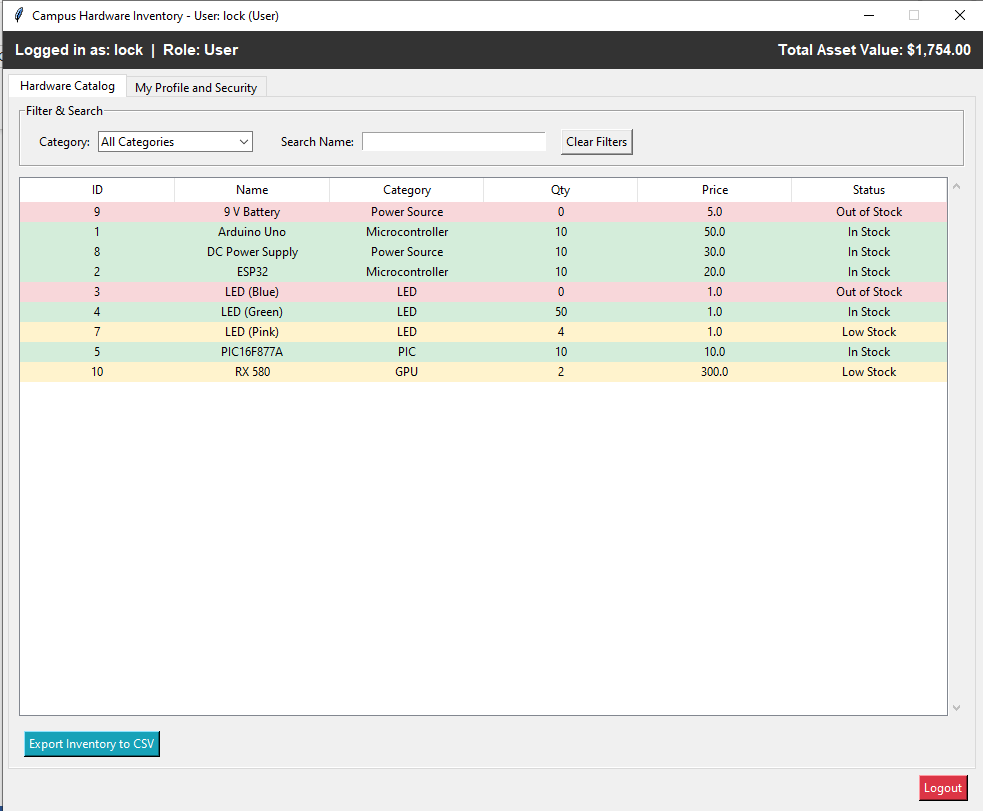 Campus Hardware Inventory - User: lock (User)
Logged in as: lock | Role: User Total Asset Value: $1,754.00
Hardware Catalog My Profile and Security
Filter & Search
Category: All Categories Search Name: Clear Filters
ID Name Category Qty Price Status
9 9 V Battery Power Source 0 5.0 Out of Stock
1 Arduino Uno Microcontroller 10 50.0 In Stock
8 DC Power Supply Power Source 10 30.0 In Stock
2 ESP32 Microcontroller 10 20.0 In Stock
3 LED (Blue) LED 0 1.0 Out of Stock
4 LED (Green) LED 50 1.0 In Stock
7 LED (Pink) LED 4 1.0 Low Stock
5 PIC16F877A PIC 10 10.0 In Stock
10 RX 580 GPU 2 300.0 Low Stock
Export Inventory to CSV
Logout